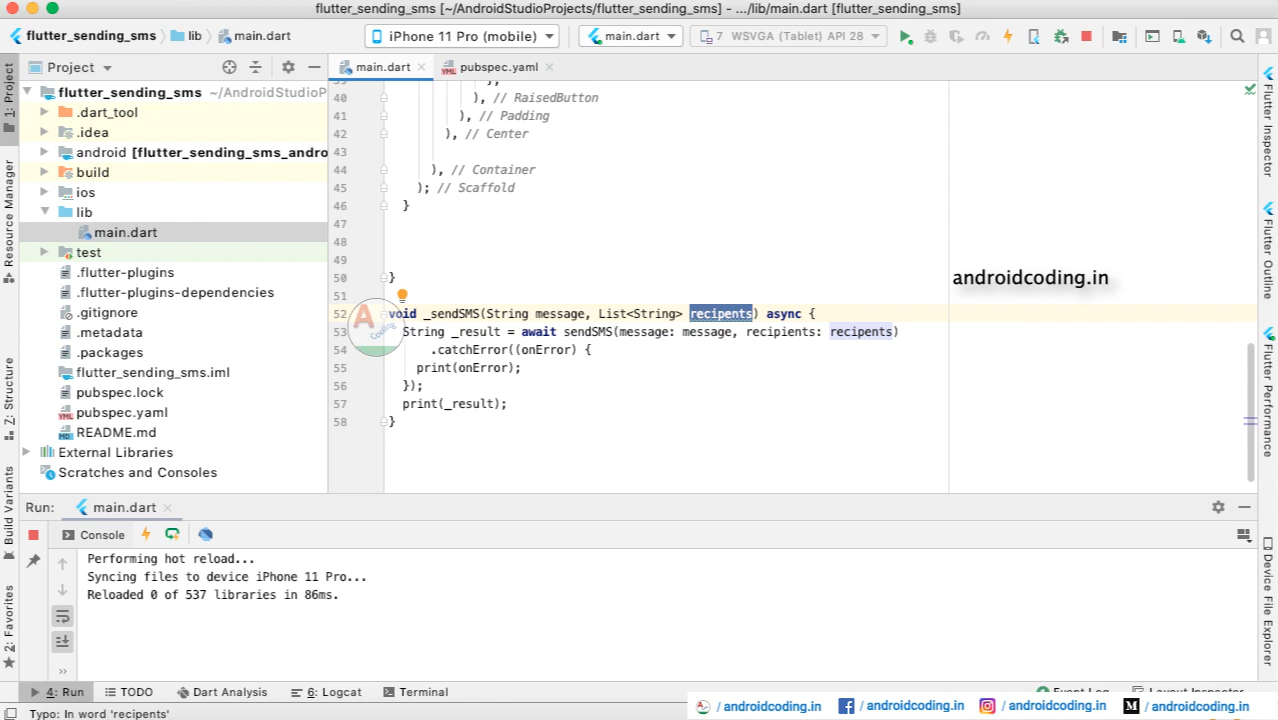 flutter_sending_sms [~/AndroidStudioProjects/flutter_sending_sms] – .../lib/main.dart [flutter_sending_sms]
flutter_sending_sms lib main.dart iPhone 11 Pro (mobile) main.dart 7 WSVGA (Tablet) API 28
Project
main.dart
pubspec.yaml
1: Project
Resource Manager
Z: Structure
Build Variants
2: Favorites
flutter_sending_sms ~/AndroidStudioP
.dart_tool
.idea
android [flutter_sending_sms_andro
build
ios
lib
main.dart
test
.flutter-plugins
.flutter-plugins-dependencies
.gitignore
.metadata
.packages
flutter_sending_sms.iml
pubspec.lock
pubspec.yaml
README.md
External Libraries
Scratches and Consoles
39 },
40 ), // RaisedButton
41 ), // Padding
42 ), // Center
43
44 ), // Container
45 ); // Scaffold
46 }
47
48
49
50 }
51
52 void _sendSMS(String message, List<String> recipents) async {
53 String _result = await sendSMS(message: message, recipients: recipents)
54 .catchError((onError) {
55 print(onError);
56 });
57 print(_result);
58 }
androidcoding.in
A
Coding
Flutter Inspector
Flutter Outline
Flutter Performance
Device File Explorer
Run: main.dart
Console
Performing hot reload...
Syncing files to device iPhone 11 Pro...
Reloaded 0 of 537 libraries in 86ms.
»
4: Run TODO Dart Analysis 6: Logcat Terminal Event Log Layout Inspector
Typo: In word 'recipents'
/ androidcoding.in / androidcoding.in / androidcoding.in / androidcoding.in